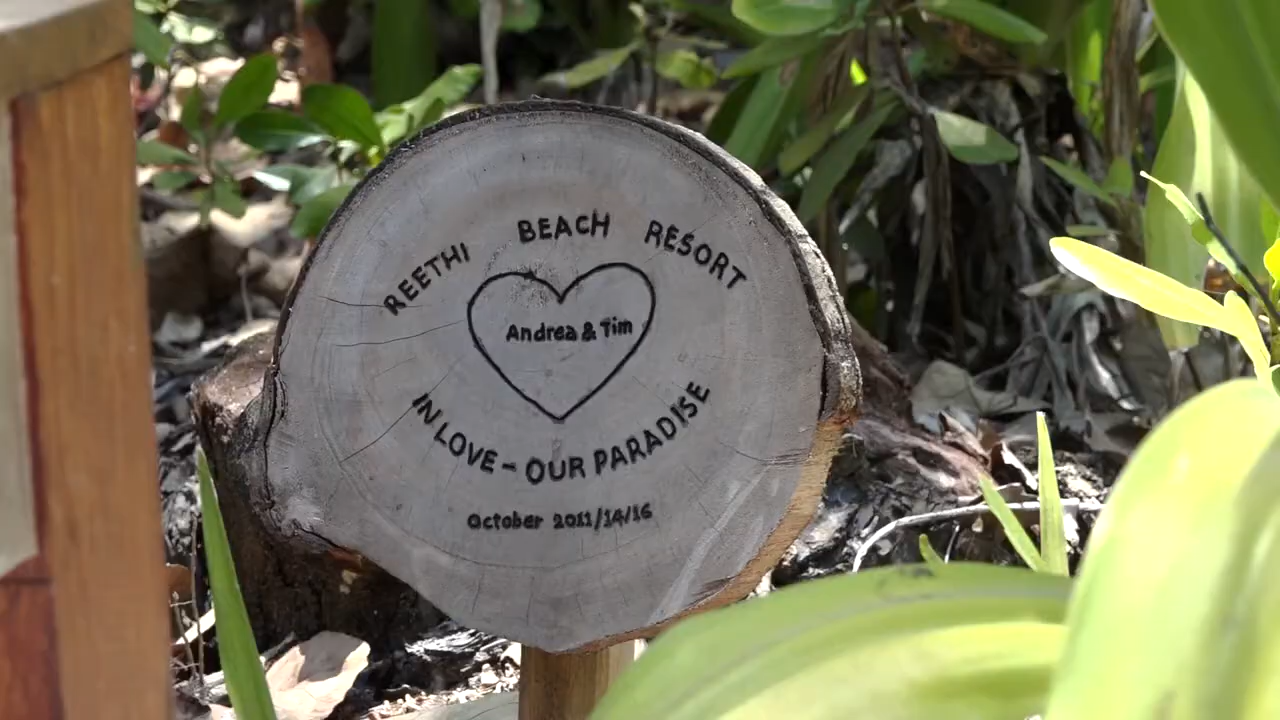 REETHI BEACH RESORT
Andrea & Tim
IN LOVE - OUR PARADISE
October 2011/14/16